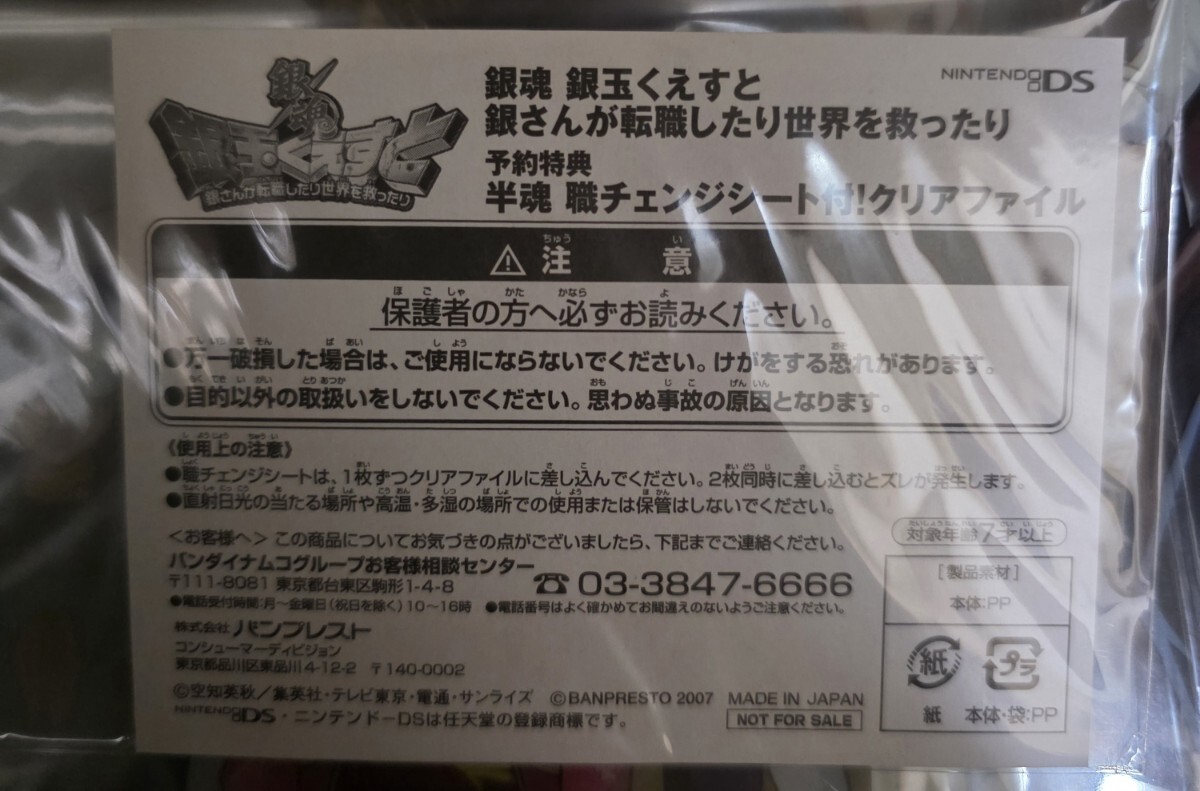 銀魂
銀玉くえすと
銀さんが転職したり世界を救ったり
銀魂 銀玉くえすと
銀さんが転職したり世界を救ったり
予約特典
半魂 職チェンジシート付!クリアファイル
NINTENDO DS
⚠注意
保護者の方へ必ずお読みください。
●万一破損した場合は、ご使用にならないでください。けがをする恐れがあります。
●目的以外の取扱いをしないでください。思わぬ事故の原因となります。
《使用上の注意》
●職チェンジシートは、1枚ずつクリアファイルに差し込んでください。2枚同時に差し込むとズレが発生します。
●直射日光の当たる場所や高温・多湿の場所での使用または保管はしないでください。
対象年齢7才以上
<お客様へ> この商品についてお気づきの点がございましたら、下記までご連絡ください。
バンダイナムコグループお客様相談センター
〒111-8081 東京都台東区駒形1-4-8
☎ 03-3847-6666
●電話受付時間:月~金曜日(祝日を除く)10~16時 ●電話番号はよく確かめてお間違えのないようご注意ください。
株式会社 バンプレスト
コンシューマーディビジョン
東京都品川区東品川4-12-2 〒140-0002
©空知英秋/集英社・テレビ東京・電通・サンライズ ©BANPRESTO 2007 MADE IN JAPAN
NINTENDO DS・ニンテンドーDSは任天堂の登録商標です。
NOT FOR SALE
[製品素材]
本体:PP
紙
プラ
紙 本体・袋:PP